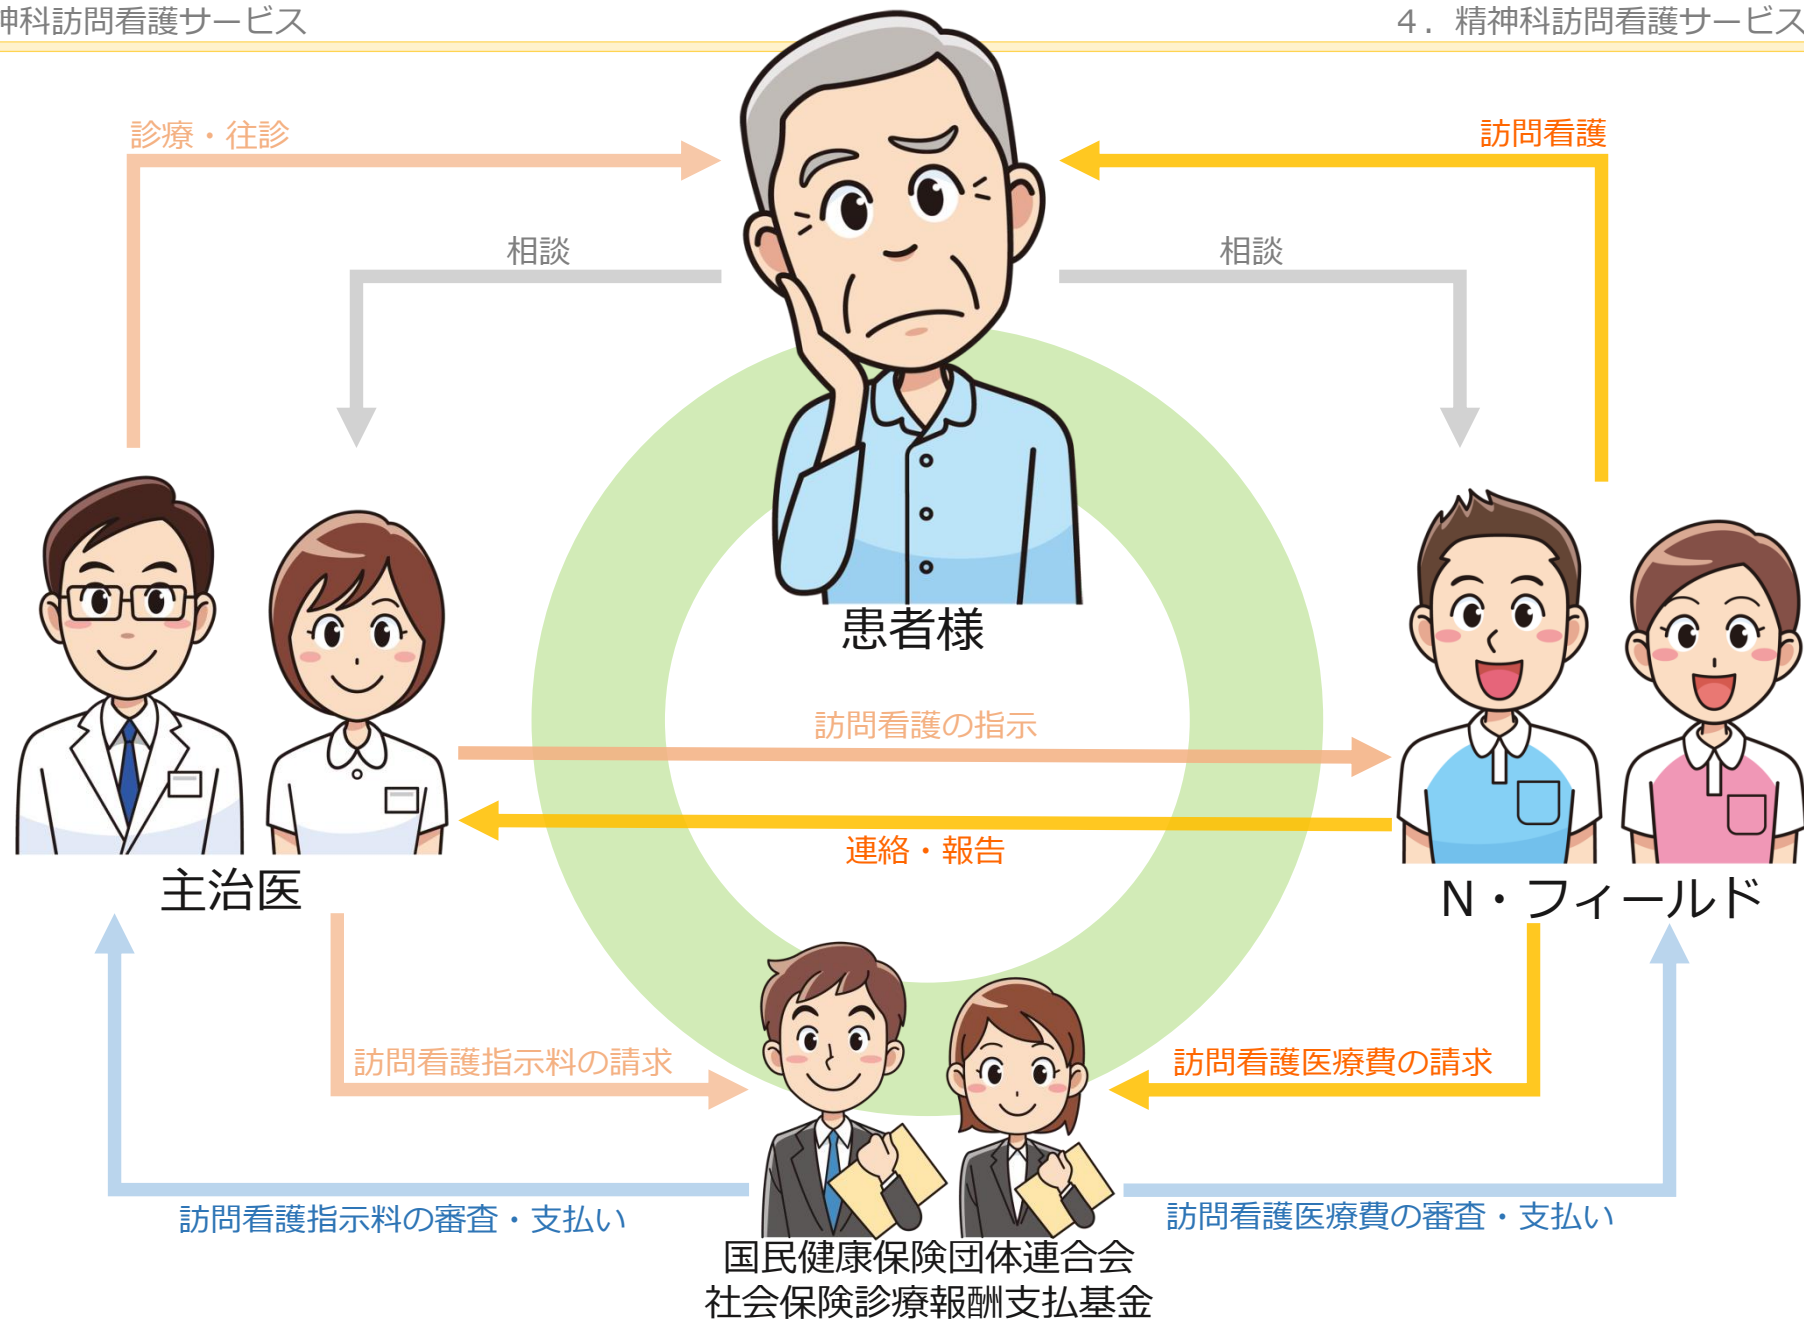 神科訪問看護サービス
４．精神科訪問看護サービス
診療・往診
訪問看護
相談
相談
患者様
訪問看護の指示
連絡・報告
主治医
N・フィールド
訪問看護指示料の請求
訪問看護医療費の請求
訪問看護指示料の審査・支払い
訪問看護医療費の審査・支払い
国民健康保険団体連合会
社会保険診療報酬支払基金